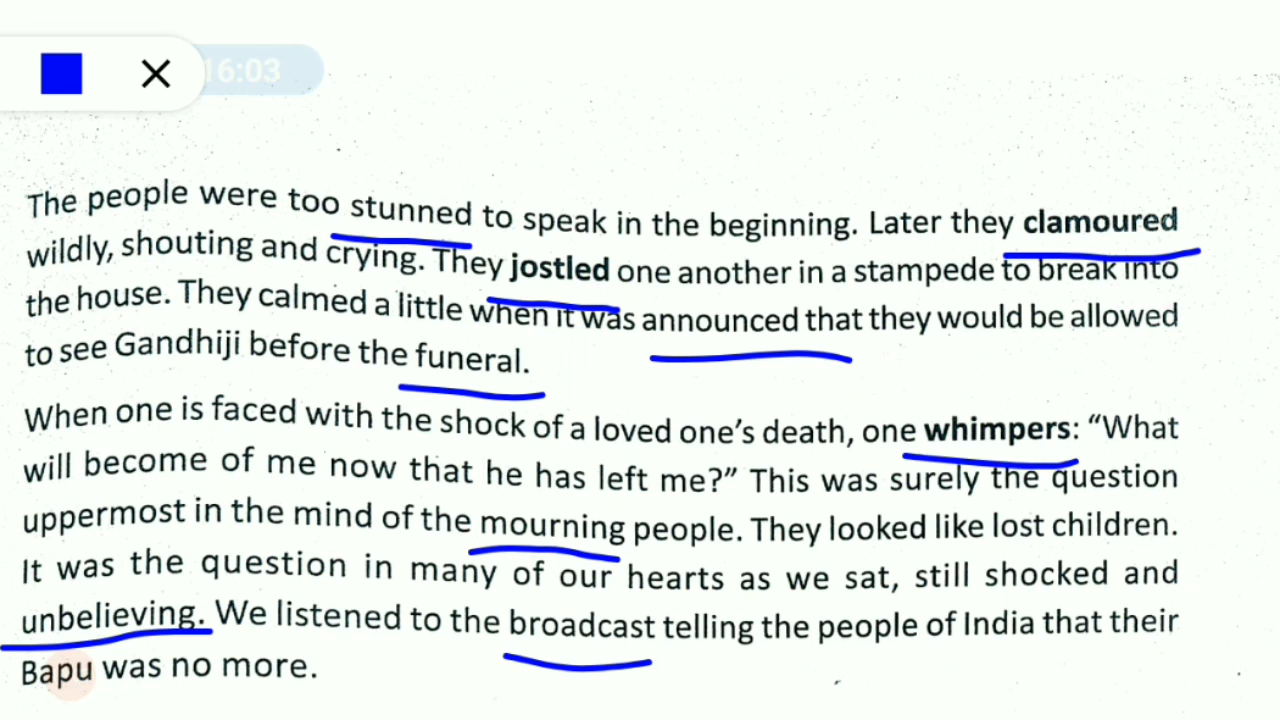 16:03
The people were too stunned to speak in the beginning. Later they clamoured
wildly, shouting and crying. They jostled one another in a stampede to break into
the house. They calmed a little when it was announced that they would be allowed
to see Gandhiji before the funeral.
When one is faced with the shock of a loved one's death, one whimpers: “What
will become of me now that he has left me?” This was surely the question
uppermost in the mind of the mourning people. They looked like lost children.
It was the question in many of our hearts as we sat, still shocked and
unbelieving. We listened to the broadcast telling the people of India that their
Bapu was no more.